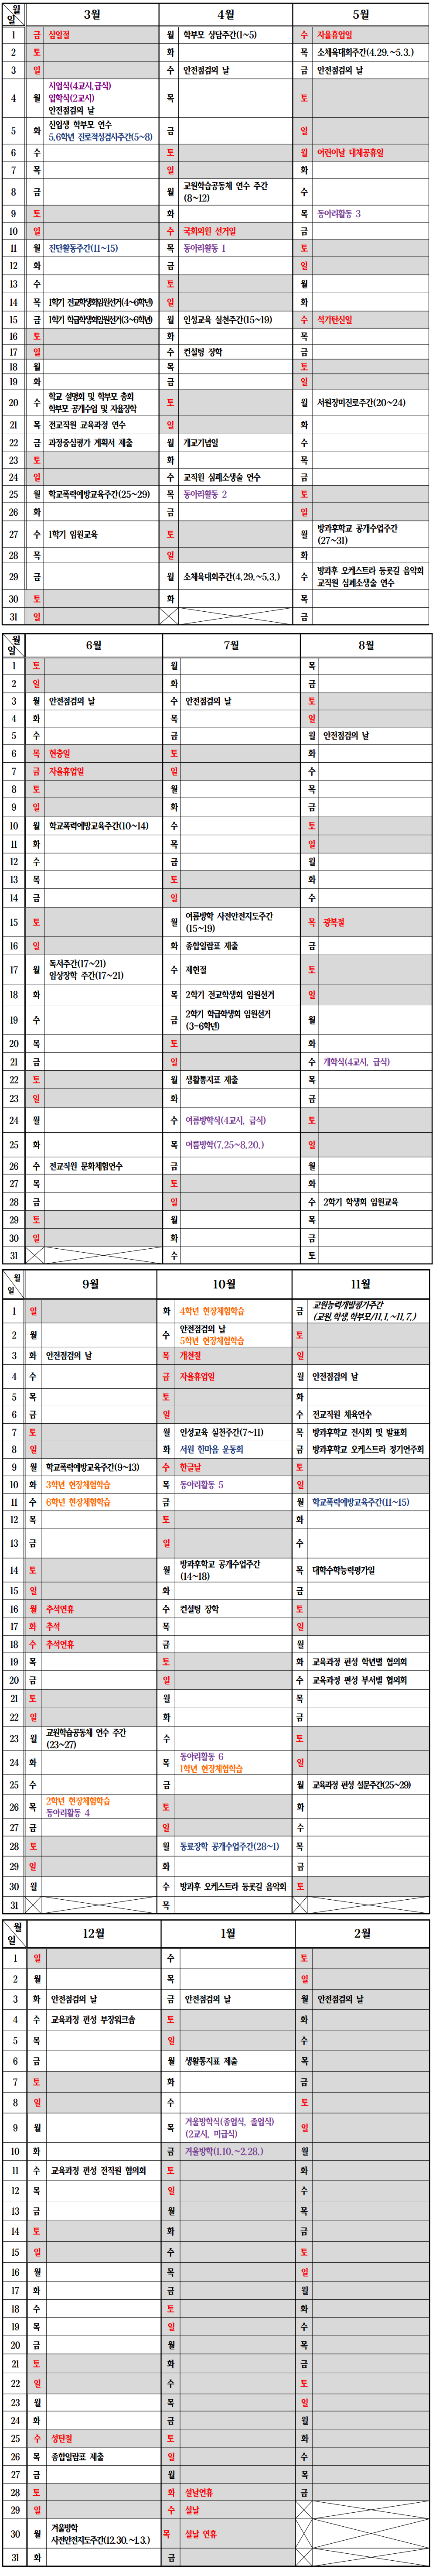 월 일 3월 4월 5월
1 금 삼일절 월 학부모 상담주간(1~5) 수 자율휴업일
2 토 화 목 소체육대회주간(4.29.~5.3.)
3 일 수 안전점검의 날 금 안전점검의 날
4 월 시업식(4교시,급식)
입학식(2교시)
안전점검의 날 목 토
5 화 신입생 학부모 연수
5,6학년 진로적성검사주간(5~8) 금 일
6 수 토 월 어린이날 대체공휴일
7 목 일 화
8 금 월 교원학습공동체 연수 주간
(8~12) 수
9 토 화 목 동아리활동 3
10 일 수 국회의원 선거일 금
11 월 진단활동주간(11~15) 목 동아리활동 1 토
12 화 금 일
13 수 토 월
14 목 1학기 전교학생회임원선거(4~6학년) 일 화
15 금 1학기 학급학생회임원선거(3~6학년) 월 인성교육 실천주간(15~19) 수 석가탄신일
16 토 화 목
17 일 수 컨설팅 장학 금
18 월 목 토
19 화 금 일
20 수 학교 설명회 및 학부모 총회
학부모 공개수업 및 자율장학 토 월 서원장미진로주간(20~24)
21 목 전교직원 교육과정 연수 일 화
22 금 과정중심평가 계획서 제출 월 개교기념일 수
23 토 화 목
24 일 수 교직원 심폐소생술 연수 금
25 월 학교폭력예방교육주간(25~29) 목 동아리활동 2 토
26 화 금 일
27 수 1학기 임원교육 토 월 방과후학교 공개수업주간
(27~31)
28 목 일 화
29 금 월 소체육대회주간(4.29.~5.3.) 수 방과후 오케스트라 등굣길 음악회
교직원 심폐소생술 연수
30 토 화 목
31 일 금
월 일 6월 7월 8월
1 토 월 목
2 일 화 금
3 월 안전점검의 날 수 안전점검의 날 토
4 화 목 일
5 수 금 월 안전점검의 날
6 목 현충일 토 화
7 금 자율휴업일 일 수
8 토 월 목
9 일 화 금
10 월 학교폭력예방교육주간(10~14) 수 토
11 화 목 일
12 수 금 월
13 목 토 화
14 금 일 수
15 토 월 여름방학 사전안전지도주간
(15~19) 목 광복절
16 일 화 종합일람표 제출 금
17 월 독서주간(17~21)
임상장학 주간(17~21) 수 제헌절 토
18 화 목 2학기 전교학생회 임원선거 일
19 수 금 2학기 학급학생회 임원선거
(3-6학년) 월
20 목 토 화
21 금 일 수 개학식(4교시, 급식)
22 토 월 생활통지표 제출 목
23 일 화 금
24 월 수 여름방학식(4교시, 급식) 토
25 화 목 여름방학(7.25~8.20.) 일
26 수 전교직원 문화체험연수 금 월
27 목 토 화
28 금 일 수 2학기 학생회 임원교육
29 토 월 목
30 일 화 금
31 수 토
월 일 9월 10월 11월
1 일 화 4학년 현장체험학습 금 교원능력개발평가주간
(교원,학생,학부모/11.1.~11.7.)
2 월 수 안전점검의 날
5학년 현장체험학습 토
3 화 안전점검의 날 목 개천절 일
4 수 금 자율휴업일 월 안전점검의 날
5 목 토 화
6 금 일 수 전교직원 체육연수
7 토 월 인성교육 실천주간(7~11) 목 방과후학교 전시회 및 발표회
8 일 화 서원 한마음 운동회 금 방과후학교 오케스트라 정기연주회
9 월 학교폭력예방교육주간(9~13) 수 한글날 토
10 화 3학년 현장체험학습 목 동아리활동 5 일
11 수 6학년 현장체험학습 금 월 학교폭력예방교육주간(11~15)
12 목 토 화
13 금 일 수
14 토 월 방과후학교 공개수업주간
(14~18) 목 대학수학능력평가일
15 일 화 금
16 월 추석연휴 수 컨설팅 장학 토
17 화 추석 목 일
18 수 추석연휴 금 월
19 목 토 화 교육과정 편성 학년별 협의회
20 금 일 수 교육과정 편성 부서별 협의회
21 토 월 목
22 일 화 금
23 월 교원학습공동체 연수 주간
(23~27) 수 토
24 화 목 동아리활동 6
1학년 현장체험학습 일
25 수 금 월 교육과정 편성 설문주간(25~29)
26 목 2학년 현장체험학습
동아리활동 4 토 화
27 금 일 수
28 토 월 동료장학 공개수업주간(28~1) 목
29 일 화 금
30 월 수 방과후 오케스트라 등굣길 음악회 토
31 목
월 일 12월 1월 2월
1 일 수 토
2 월 목 일
3 화 안전점검의 날 금 안전점검의 날 월 안전점검의 날
4 수 교육과정 편성 부장워크숍 토 화
5 목 일 수
6 금 월 생활통지표 제출 목
7 토 화 금
8 일 수 토
9 월 목 겨울방학식(종업식, 졸업식)
(2교시, 미급식) 일
10 화 금 겨울방학(1.10.~2.28.) 월
11 수 교육과정 편성 전직원 협의회 토 화
12 목 일 수
13 금 월 목
14 토 화 금
15 일 수 토
16 월 목 일
17 화 금 월
18 수 토 화
19 목 일 수
20 금 월 목
21 토 화 금
22 일 수 토
23 월 목 일
24 화 금 월
25 수 성탄절 토 화
26 목 종합일람표 제출 일 수
27 금 월 목
28 토 화 설날연휴 금
29 일 수 설날
30 월 겨울방학
사전안전지도주간(12.30.~1.3.) 목 설날 연휴
31 화 금